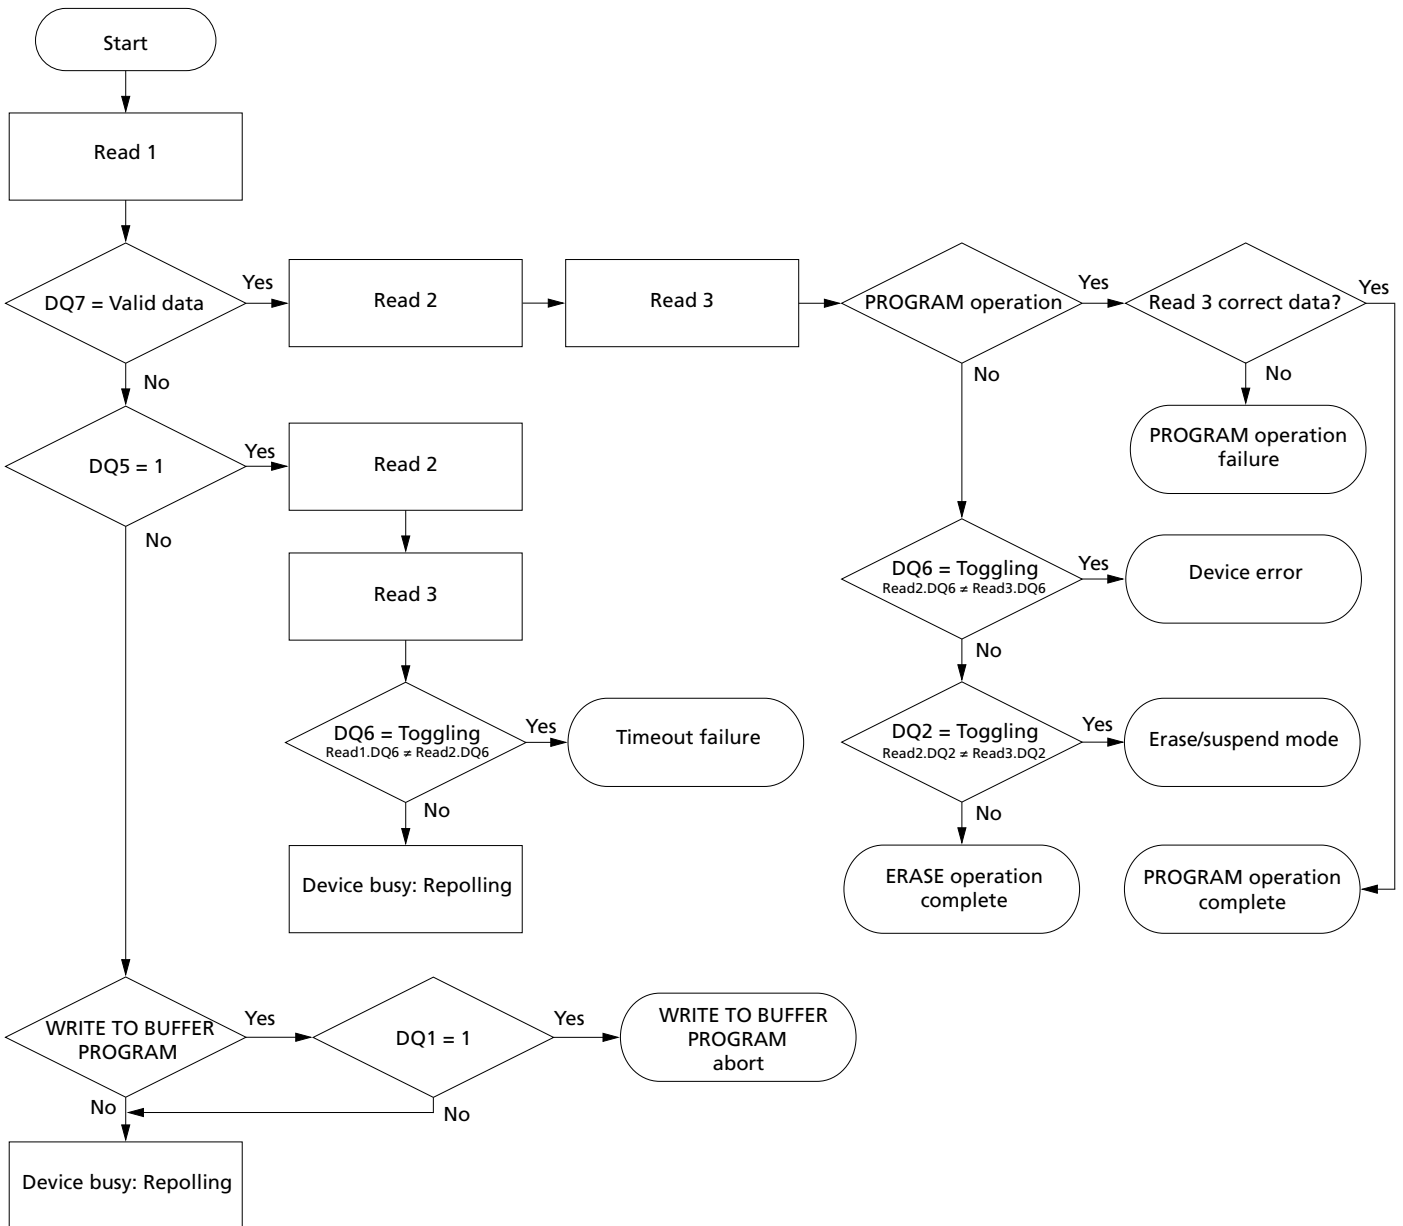 Start
Read 1
DQ7 = Valid data
Yes
Read 2
Read 3
PROGRAM operation
Yes
Read 3 correct data?
Yes
No
No
No
PROGRAM operation
failure
DQ5 = 1
Yes
Read 2
No
Read 3
DQ6 = Toggling
Read2.DQ6 ≠ Read3.DQ6
Yes
Device error
No
DQ6 = Toggling
Read1.DQ6 ≠ Read2.DQ6
Yes
Timeout failure
No
DQ2 = Toggling
Read2.DQ2 ≠ Read3.DQ2
Yes
Erase/suspend mode
No
Device busy: Repolling
ERASE operation
complete
PROGRAM operation
complete
WRITE TO BUFFER
PROGRAM
Yes
DQ1 = 1
Yes
WRITE TO BUFFER
PROGRAM
abort
No
No
Device busy: Repolling